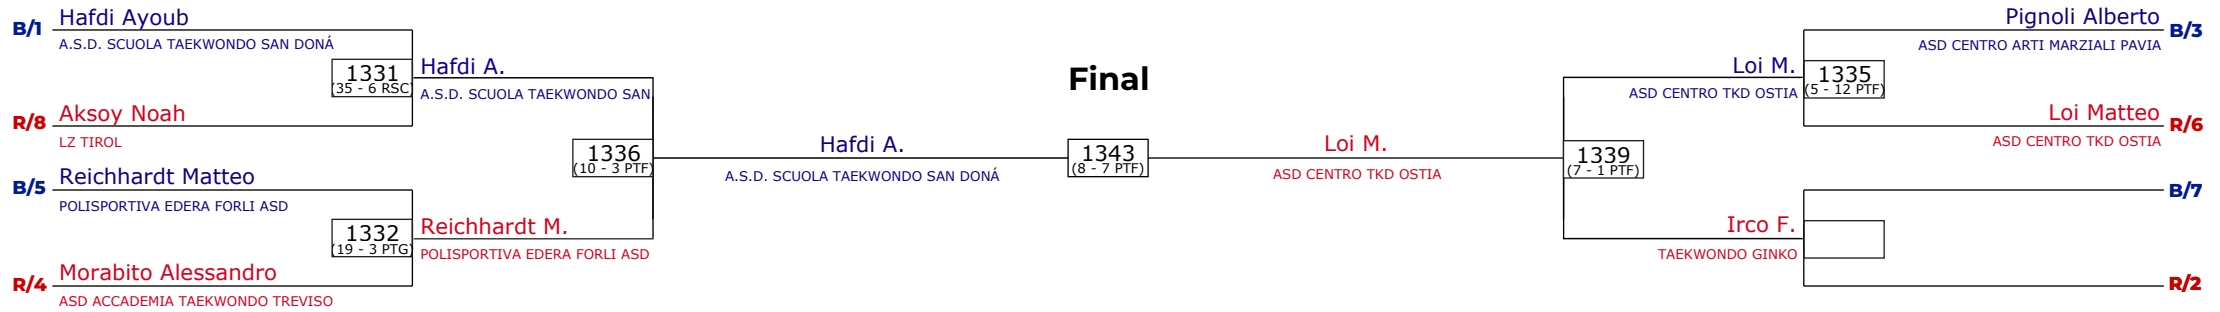 Hafdi Ayoub
B/1
A.S.D. SCUOLA TAEKWONDO SAN DONÁ
1331
(35 - 6 RSC)
Hafdi A.
A.S.D. SCUOLA TAEKWONDO SAN
Aksoy Noah
R/8
LZ TIROL
1336
(10 - 3 PTF)
Reichhardt Matteo
B/5
POLISPORTIVA EDERA FORLI ASD
1332
(19 - 3 PTG)
Reichhardt M.
POLISPORTIVA EDERA FORLI ASD
Morabito Alessandro
R/4
ASD ACCADEMIA TAEKWONDO TREVISO
Final
Hafdi A.
A.S.D. SCUOLA TAEKWONDO SAN DONÁ
1343
(8 - 7 PTF)
Loi M.
ASD CENTRO TKD OSTIA
Pignoli Alberto
B/3
ASD CENTRO ARTI MARZIALI PAVIA
Loi M.
ASD CENTRO TKD OSTIA
1335
(5 - 12 PTF)
Loi Matteo
R/6
ASD CENTRO TKD OSTIA
1339
(7 - 1 PTF)
B/7
Irco F.
TAEKWONDO GINKO
R/2